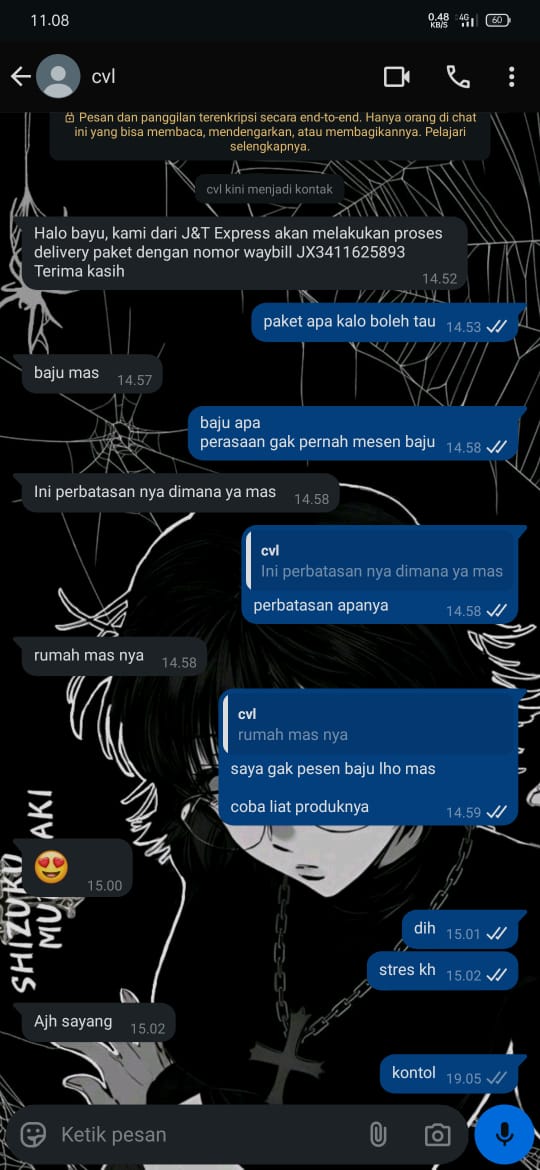 11.08
0.48 KB/S 4G 60
cvl
Pesan dan panggilan terenkripsi secara end-to-end. Hanya orang di chat
ini yang bisa membaca, mendengarkan, atau membagikannya. Pelajari
selengkapnya.
cvl kini menjadi kontak
Halo bayu, kami dari J&T Express akan melakukan proses
delivery paket dengan nomor waybill JX3411625893
Terima kasih
14.52
paket apa kalo boleh tau 14.53
baju mas 14.57
baju apa
perasaan gak pernah mesen baju 14.58
Ini perbatasan nya dimana ya mas 14.58
cvl
Ini perbatasan nya dimana ya mas
perbatasan apanya 14.58
rumah mas nya 14.58
cvl
rumah mas nya
saya gak pesen baju lho mas
coba liat produknya 14.59
😍 15.00
dih 15.01
stres kh 15.02
Ajh sayang 15.02
kontol 19.05
SHIZUKU
MU AKI
Ketik pesan